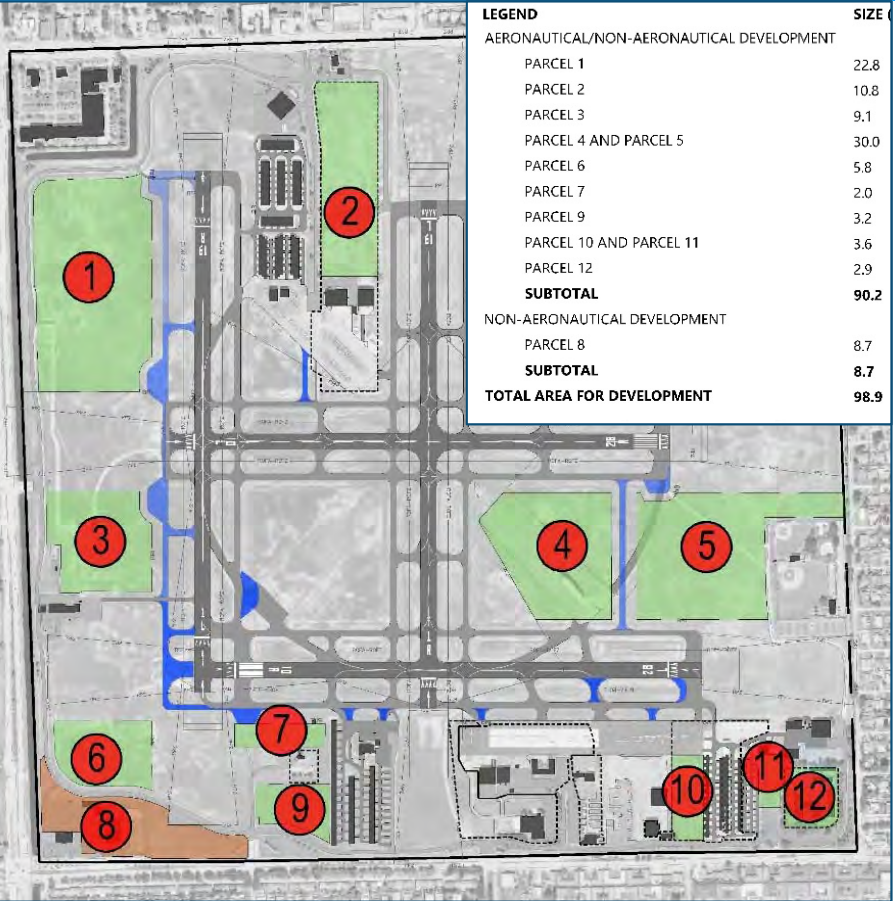 LEGEND SIZE (
AERONAUTICAL/NON-AERONAUTICAL DEVELOPMENT
PARCEL 1 22.8
PARCEL 2 10.8
PARCEL 3 9.1
PARCEL 4 AND PARCEL 5 30.0
PARCEL 6 5.8
PARCEL 7 2.0
PARCEL 9 3.2
PARCEL 10 AND PARCEL 11 3.6
PARCEL 12 2.9
SUBTOTAL 90.2
NON-AERONAUTICAL DEVELOPMENT
PARCEL 8 8.7
SUBTOTAL 8.7
TOTAL AREA FOR DEVELOPMENT 98.9
2
1
3
4
5
7
6
8
9
10
11
12